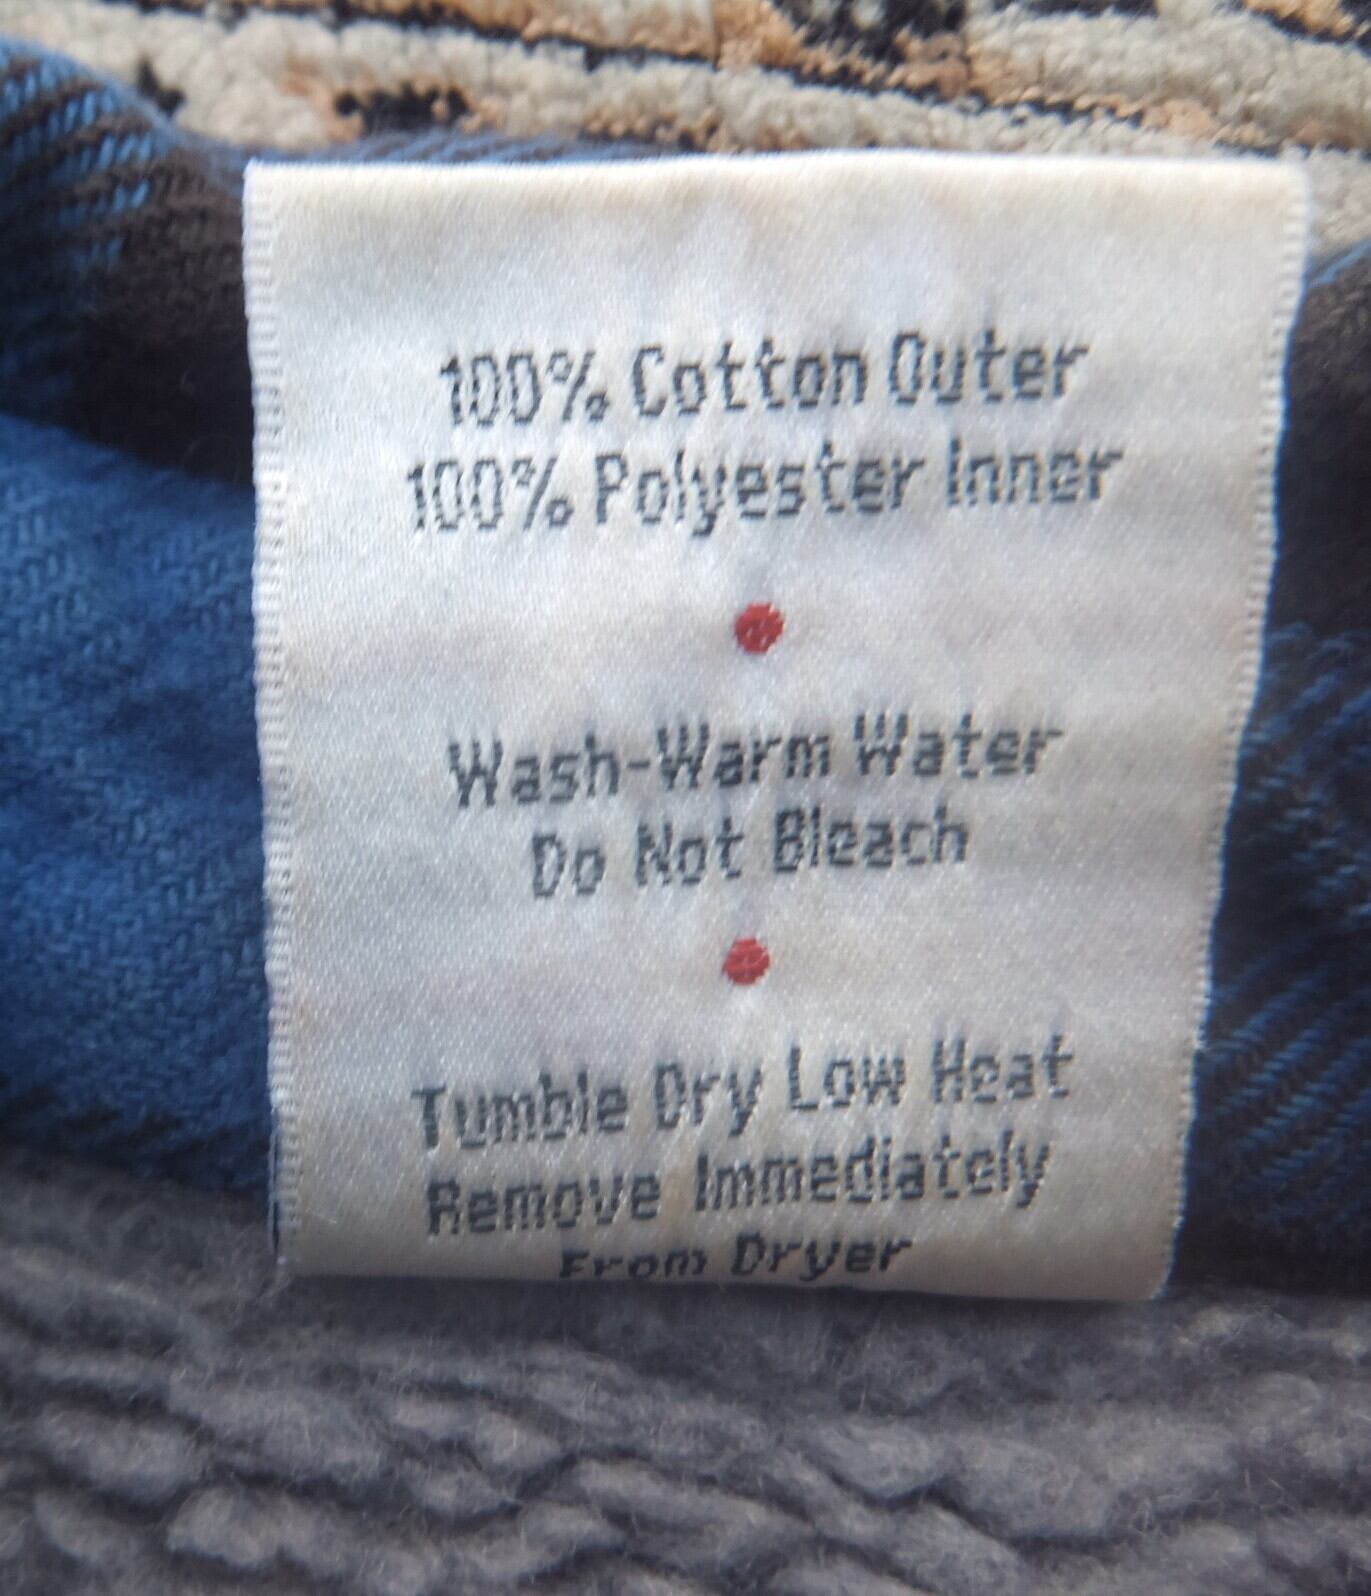 100% Cotton Outer
100% Polyester Inner
Wash-Warm Water
Do Not Bleach
Tumble Dry Low Heat
Remove Immediately
From Dryer